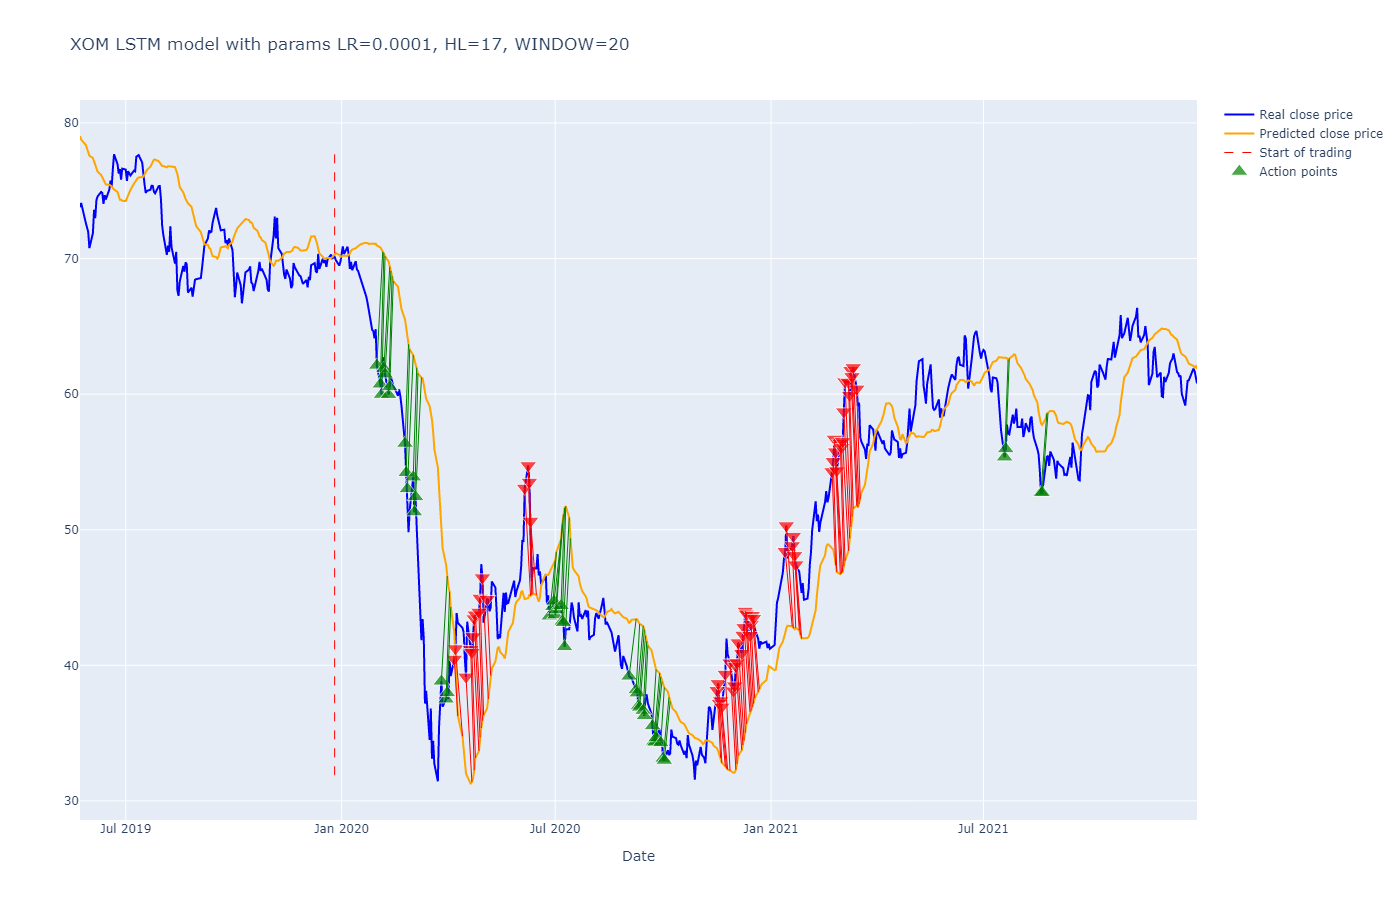 XOM LSTM model with params LR=0.0001, HL=17, WINDOW=20
Real close price
Predicted close price
Start of trading
Action points
80
70
60
50
40
30
Jul 2019
Jan 2020
Jul 2020
Jan 2021
Jul 2021
Date